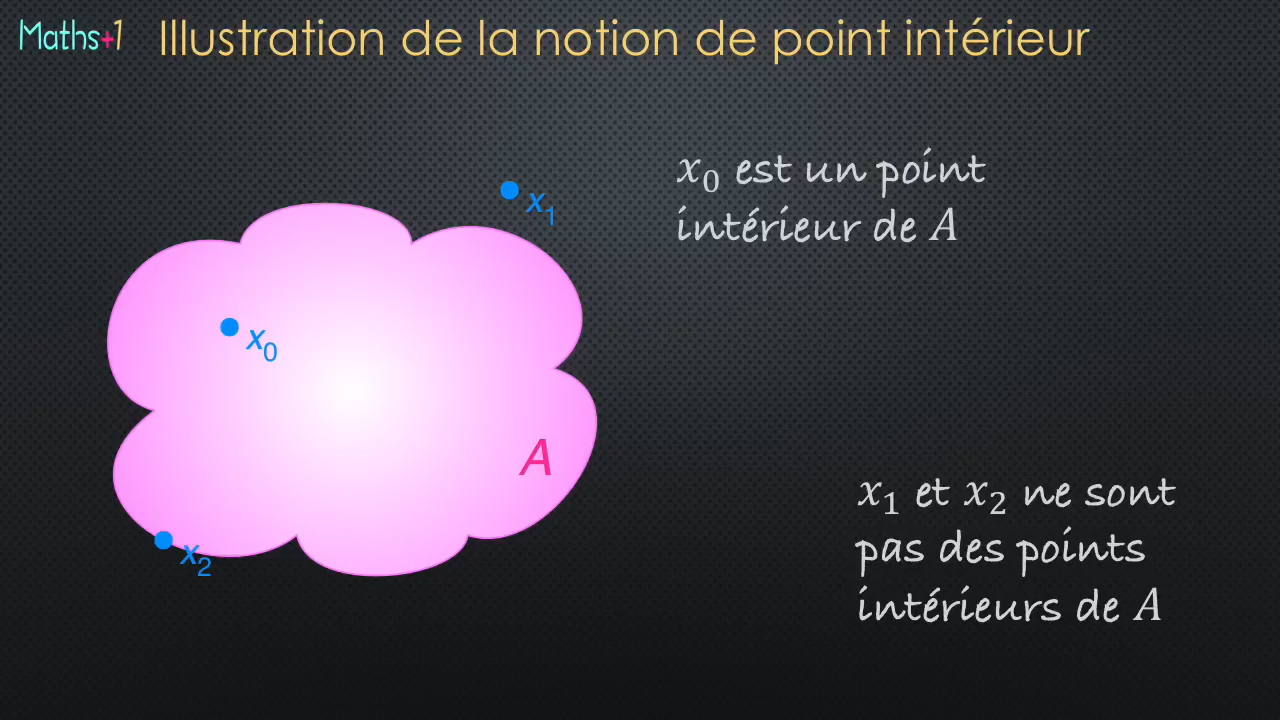 Maths+1
Illustration de la notion de point intérieur
x₁
x₀
A
x₂
x₀ est un point
intérieur de A
x₁ et x₂ ne sont
pas des points
intérieurs de A